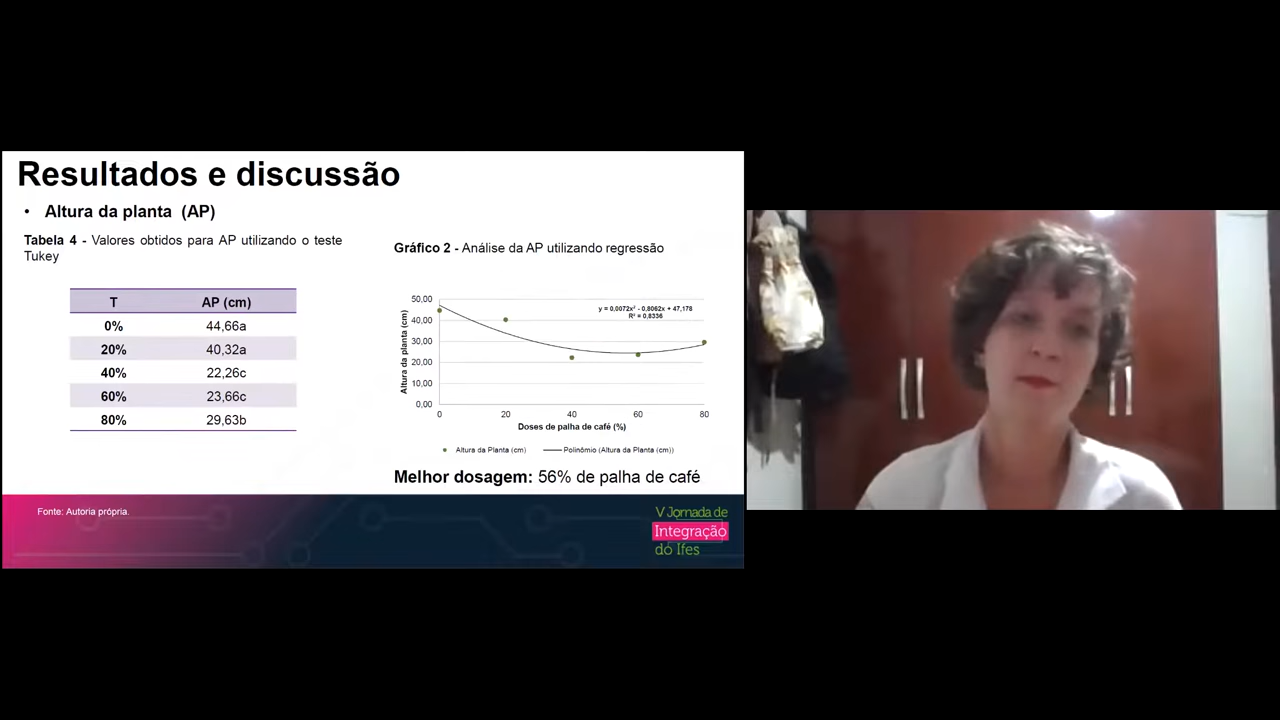 Resultados e discussão
• Altura da planta (AP)
Tabela 4 - Valores obtidos para AP utilizando o teste
Tukey
T AP (cm)
0% 44,66a
20% 40,32a
40% 22,26c
60% 23,66c
80% 29,63b
Gráfico 2 - Análise da AP utilizando regressão
y = 0,0072x² - 0,8062x + 47,178
R² = 0,8336
50,00
40,00
30,00
20,00
10,00
0,00
Altura da planta (cm)
0 20 40 60 80
Doses de palha de café (%)
Altura da Planta (cm) Polinômio (Altura da Planta (cm))
Melhor dosagem: 56% de palha de café
Fonte: Autoria própria.
V Jornada de
Integração
do Ifes